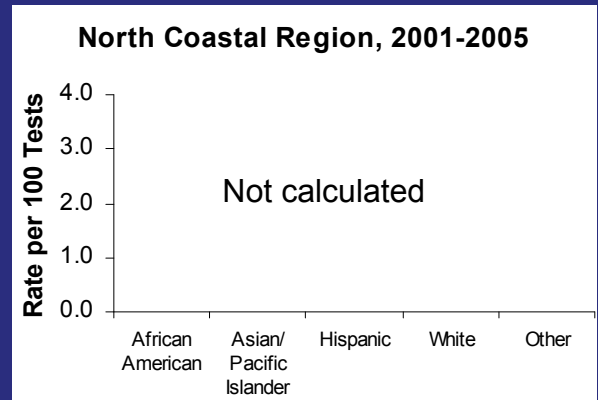 North Coastal Region, 2001-2005
Rate per 100 Tests
4.0
3.0
Not calculated
2.0
1.0
0.0
African American
Asian/ Pacific Islander
Hispanic
White
Other